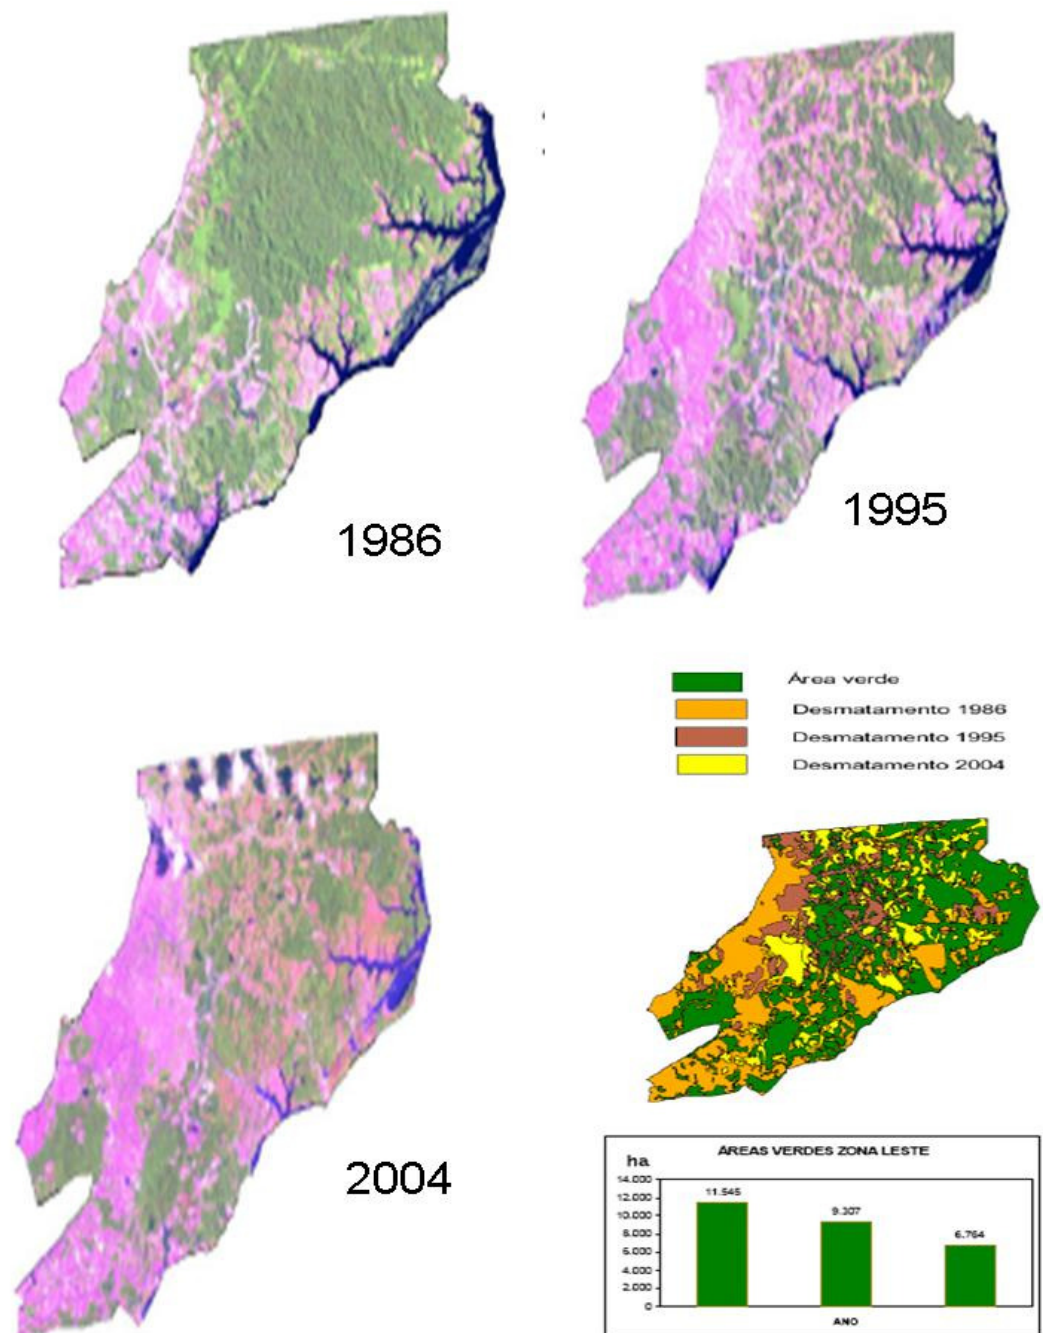 1986
1995
Área verde
Desmatamento 1986
Desmatamento 1995
Desmatamento 2004
2004
ÁREAS VERDES ZONA LESTE
ha
14.000
12.000
10.000
8.000
6.000
4.000
2.000
0
11.545
9.307
6.764
ANO